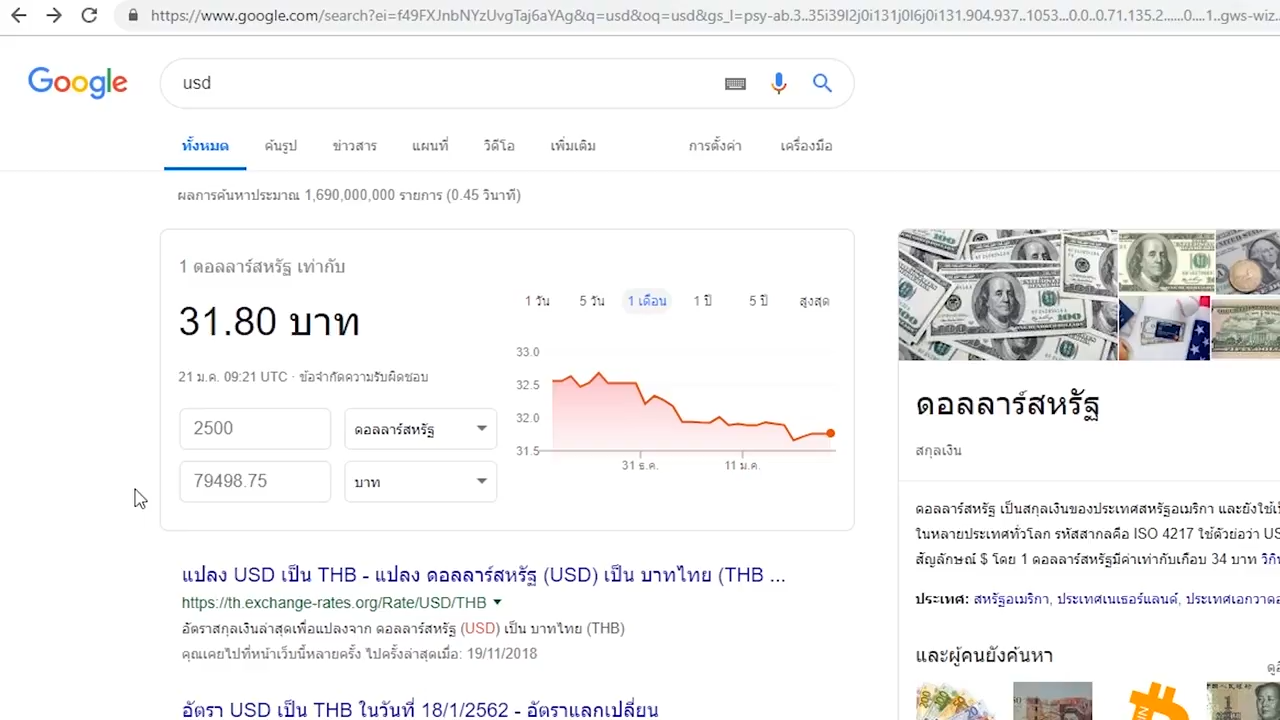 https://www.google.com/search?ei=f49FXJnbNYzUvgTaj6aYAg&q=usd&oq=usd&gs_l=psy-ab.3..35i39l2j0i131j0l6j0i131.904.937..1053...0.0..0.71.135.2......0....1..gws-wiz..
Google
usd
ทั้งหมด ค้นรูป ข่าวสาร แผนที่ วิดีโอ เพิ่มเติม การตั้งค่า เครื่องมือ
ผลการค้นหาประมาณ 1,690,000,000 รายการ (0.45 วินาที)
1 ดอลลาร์สหรัฐ เท่ากับ
31.80 บาท
21 ม.ค. 09:21 UTC · ข้อจำกัดความรับผิดชอบ
2500 ดอลลาร์สหรัฐ
79498.75 บาท
1 วัน 5 วัน 1 เดือน 1 ปี 5 ปี สูงสุด
33.0
32.5
32.0
31.5
31 ธ.ค. 11 ม.ค.
แปลง USD เป็น THB - แปลง ดอลลาร์สหรัฐ (USD) เป็น บาทไทย (THB ...
https://th.exchange-rates.org/Rate/USD/THB
อัตราสกุลเงินล่าสุดเพื่อแปลงจาก ดอลลาร์สหรัฐ (USD) เป็น บาทไทย (THB)
คุณเคยไปที่หน้าเว็บนี้หลายครั้ง ไปครั้งล่าสุดเมื่อ: 19/11/2018
อัตรา USD เป็น THB ในวันที่ 18/1/2562 - อัตราแลกเปลี่ยน
ดอลลาร์สหรัฐ
สกุลเงิน
ดอลลาร์สหรัฐ เป็นสกุลเงินของประเทศสหรัฐอเมริกา และยังใช้เป็
ในหลายประเทศทั่วโลก รหัสสากลคือ ISO 4217 ใช้ตัวย่อว่า US
สัญลักษณ์ $ โดย 1 ดอลลาร์สหรัฐมีค่าเท่ากับเกือบ 34 บาท วิกิ
ประเทศ: สหรัฐอเมริกา, ประเทศเนเธอร์แลนด์, ประเทศเอกวาดอ
และผู้คนยังค้นหา